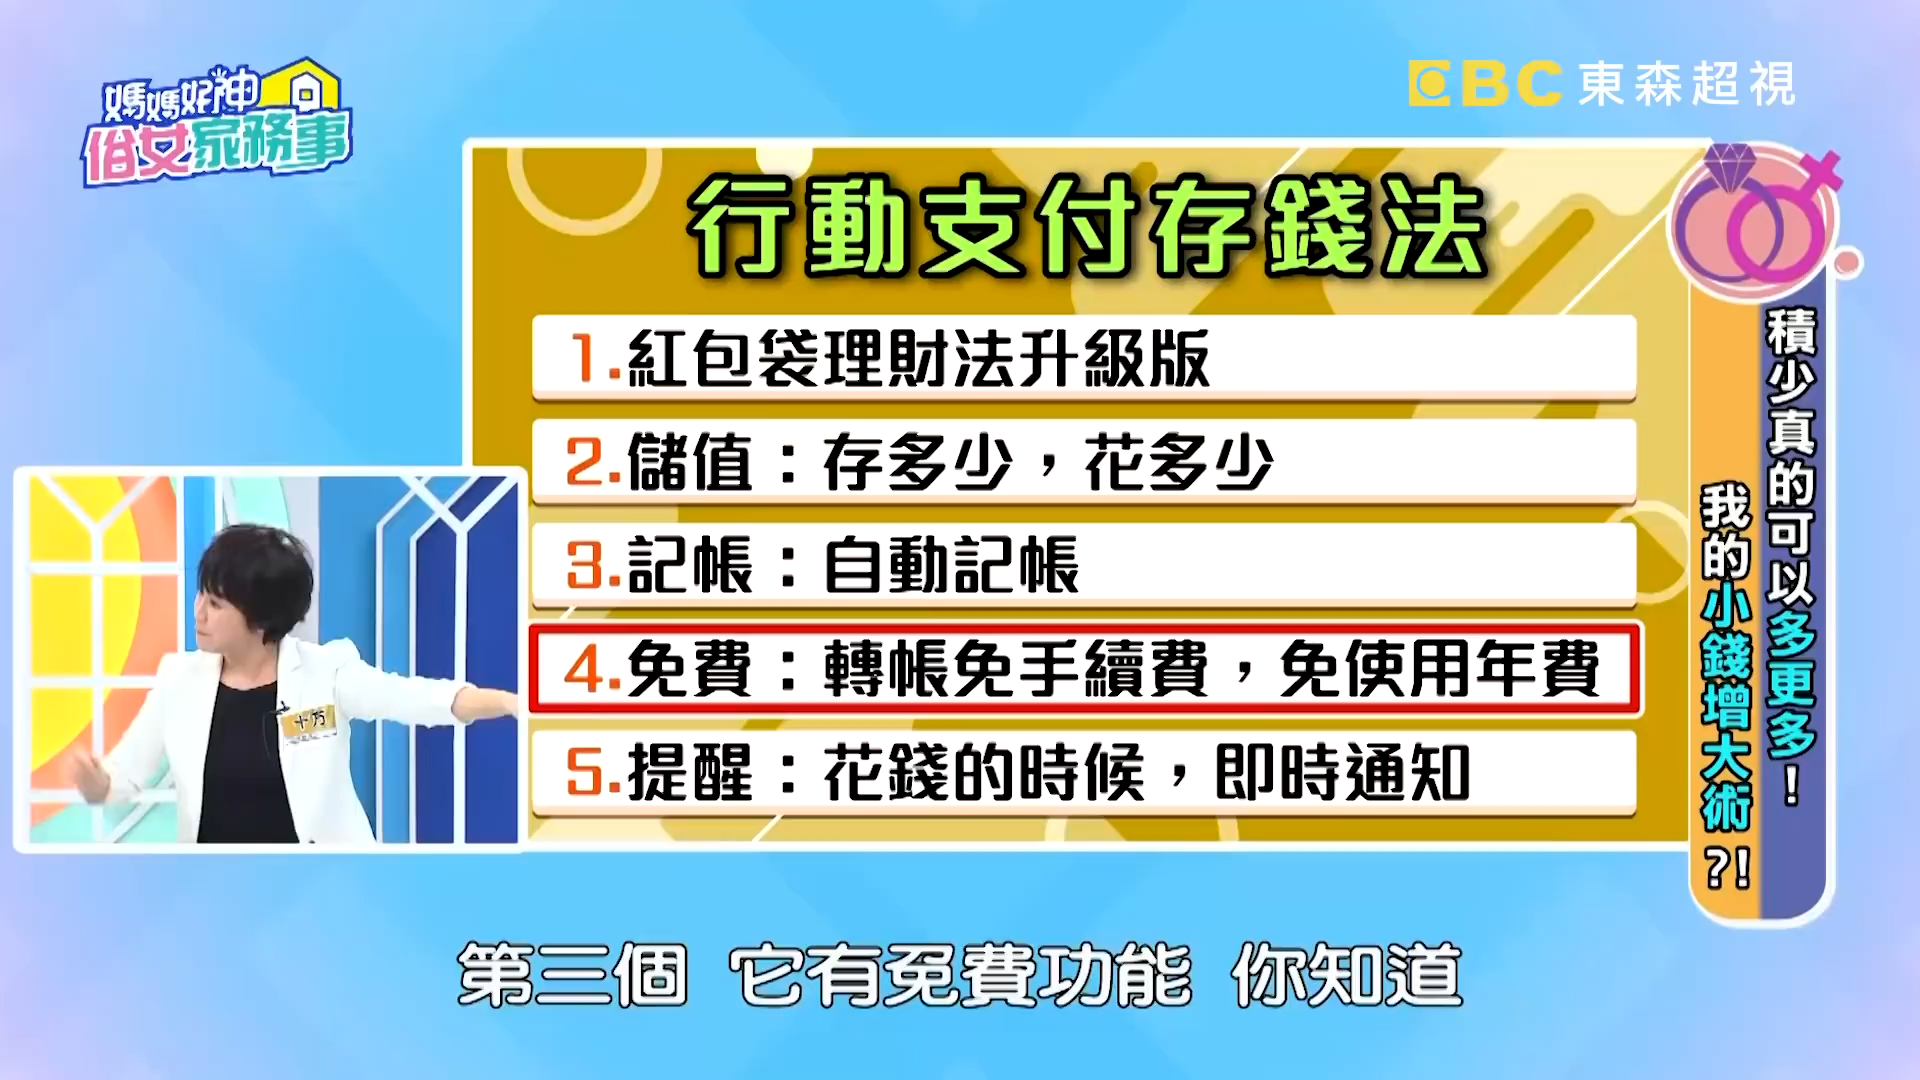 媽媽好神
俗女家務事
EBC 東森超視
行動支付存錢法
1.紅包袋理財法升級版
2.儲值：存多少，花多少
3.記帳：自動記帳
4.免費：轉帳免手續費，免使用年費
5.提醒：花錢的時候，即時通知
積少真的可以多更多！
我的小錢增大術?!
十方
第三個 它有免費功能 你知道